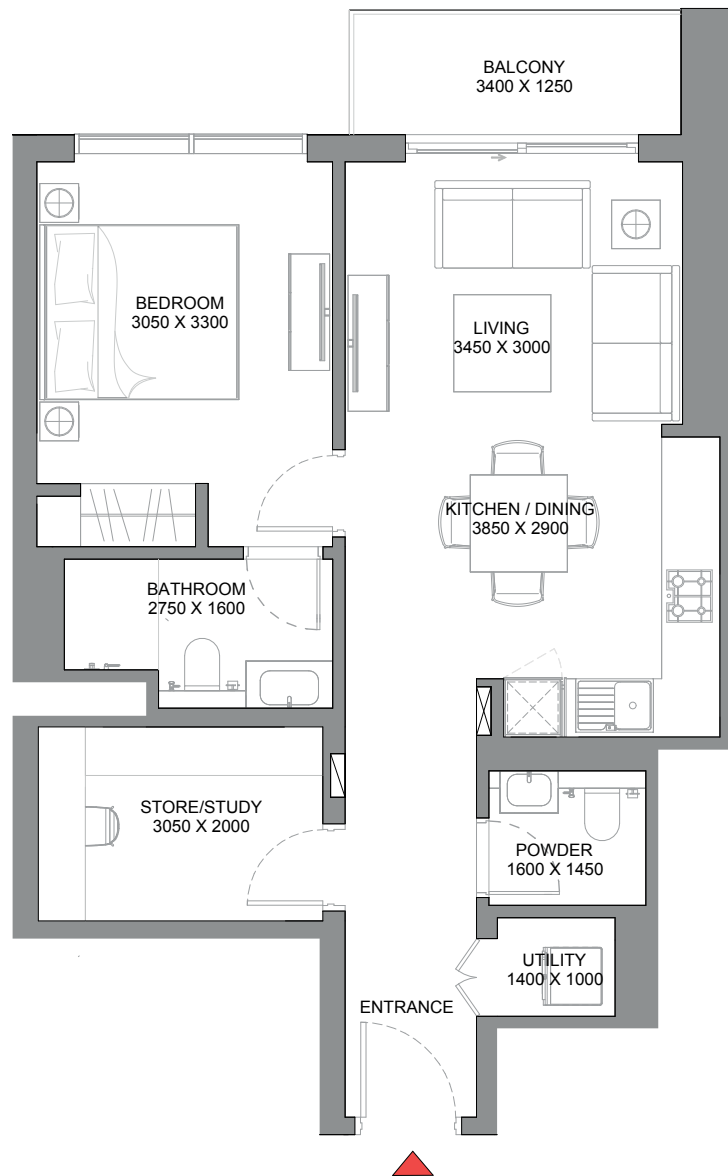 BALCONY
3400 X 1250
BEDROOM
3050 X 3300
LIVING
3450 X 3000
KITCHEN / DINING
3850 X 2900
BATHROOM
2750 X 1600
STORE/STUDY
3050 X 2000
POWDER
1600 X 1450
UTILITY
1400 X 1000
ENTRANCE